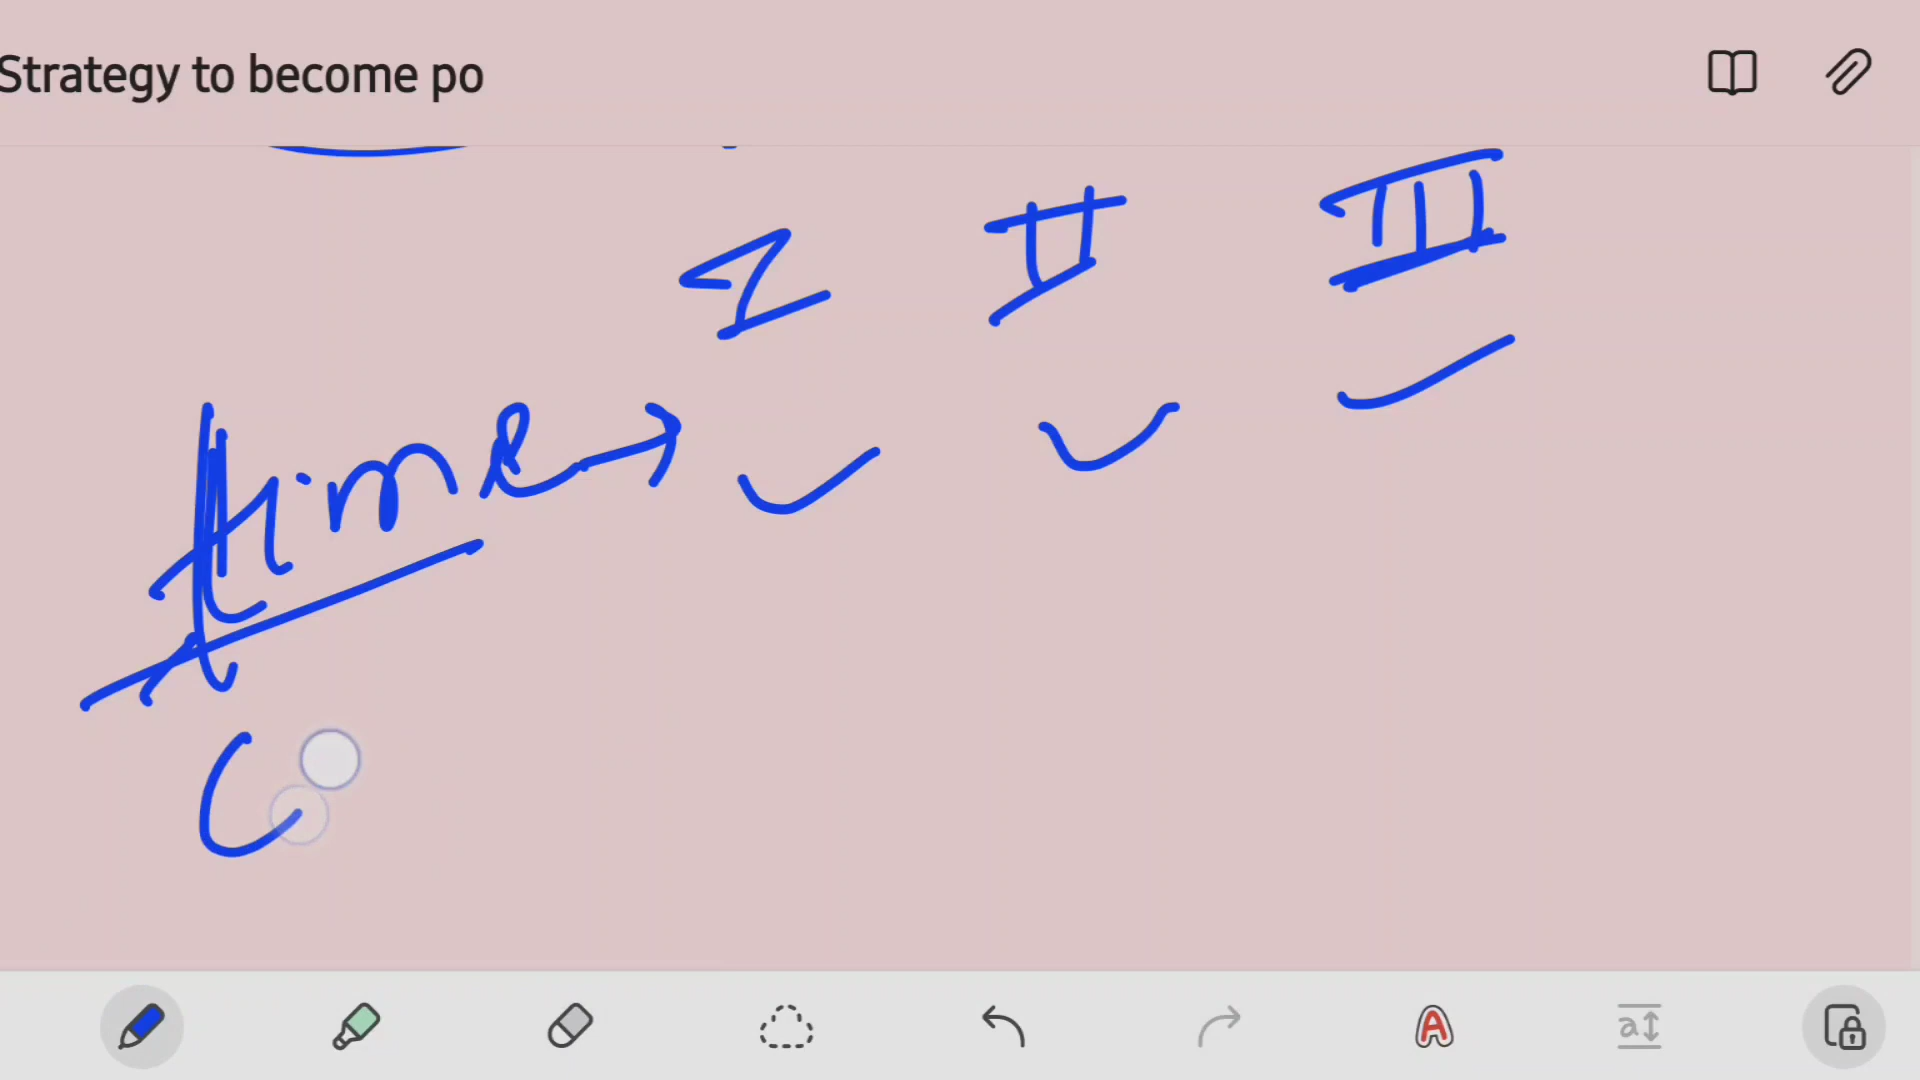 Strategy to become po
I II III
time →
C